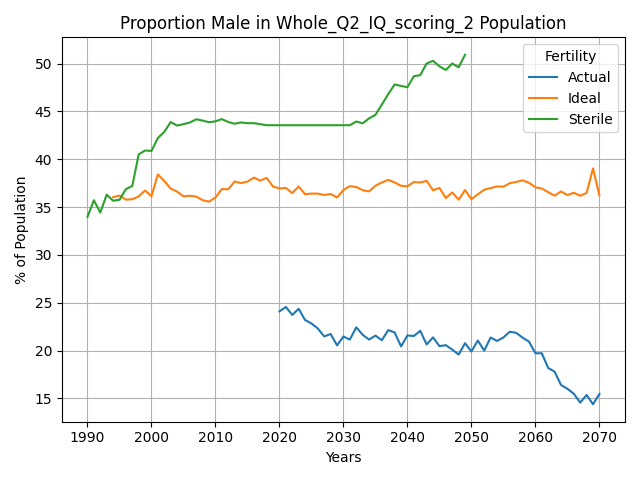 Proportion Male in Whole_Q2_IQ_scoring_2 Population
% of Population
50
45
40
35
30
25
20
15
Fertility
Actual
Ideal
Sterile
1990 2000 2010 2020 2030 2040 2050 2060 2070
Years